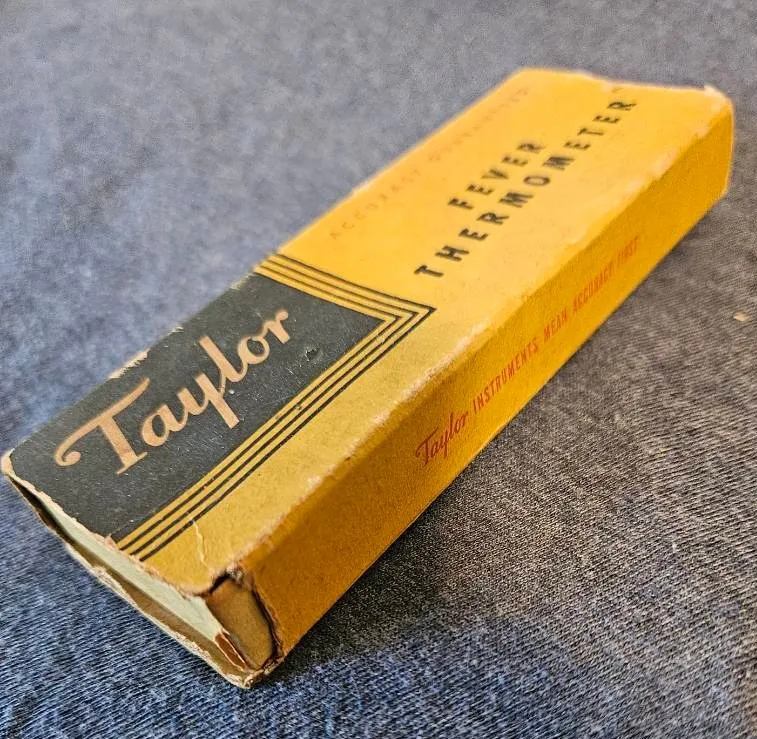 Taylor
ACCURACY GUARANTEED
FEVER
THERMOMETER
Taylor INSTRUMENTS MEAN ACCURACY FIRST